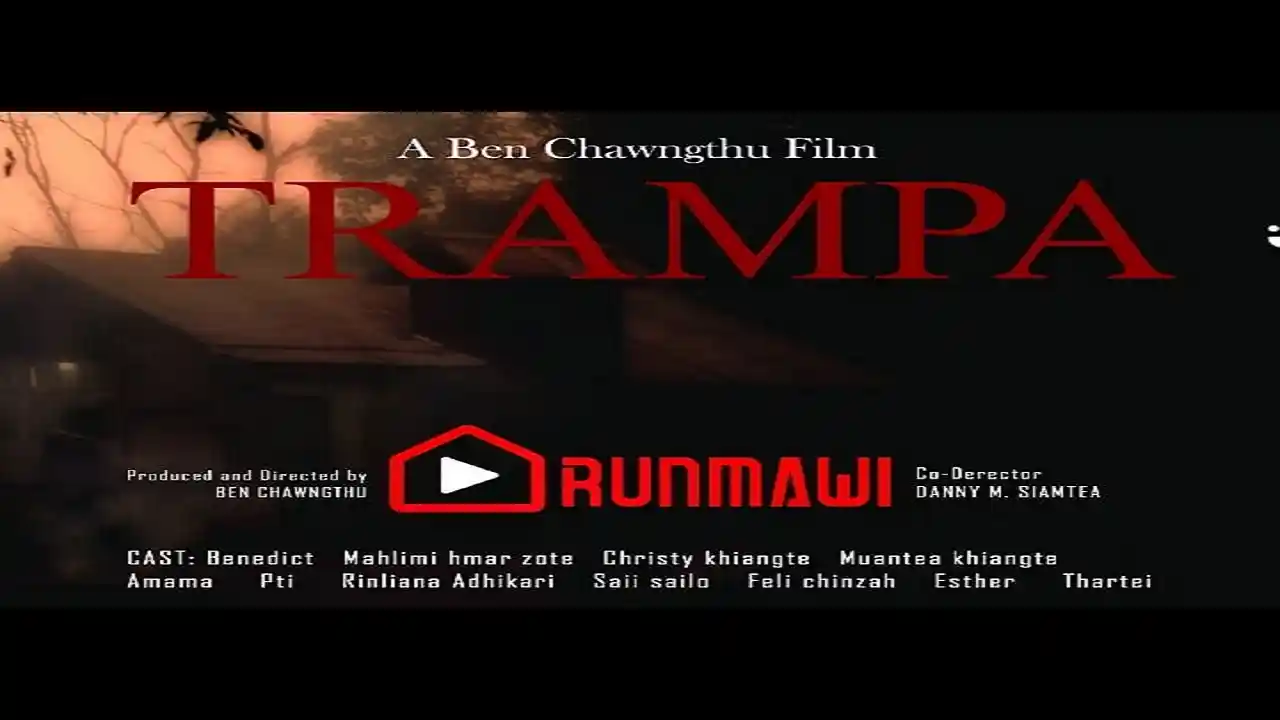 A Ben Chawngthu Film
TRAMPA
Produced and Directed by
BEN CHAWNGTHU
RUNMAWI
Co-Derector
DANNY M. SIAMTEA
CAST: Benedict Mahlimi hmar zote Christy khiangte Muantea khiangte
Amama Pti Rinliana Adhikari Saii sailo Feli chinzah Esther Thartei